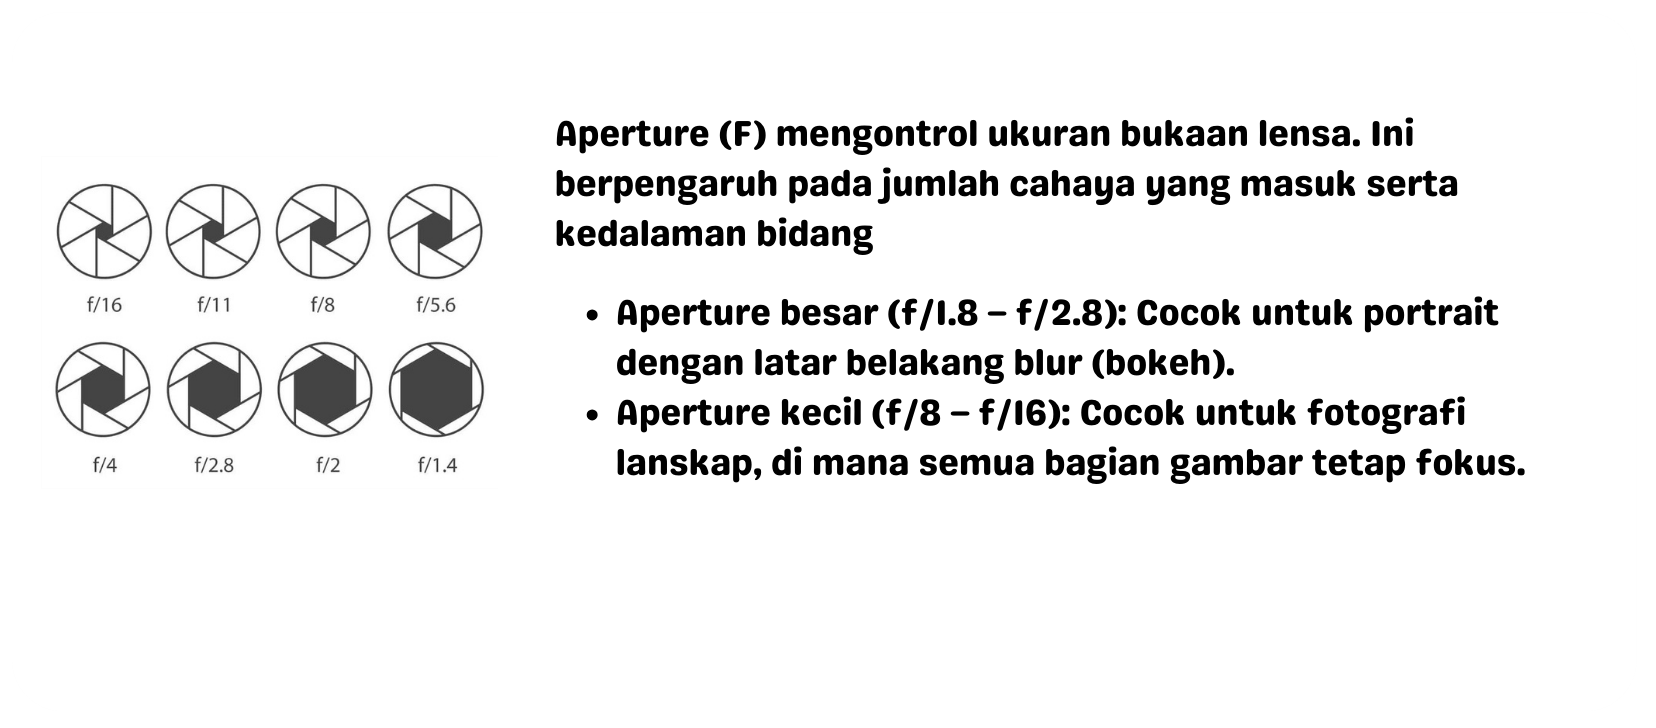 f/16 f/11 f/8 f/5.6
f/4 f/2.8 f/2 f/1.4
Aperture (F) mengontrol ukuran bukaan lensa. Ini
berpengaruh pada jumlah cahaya yang masuk serta
kedalaman bidang
• Aperture besar (f/1.8 – f/2.8): Cocok untuk portrait
dengan latar belakang blur (bokeh).
• Aperture kecil (f/8 – f/16): Cocok untuk fotografi
lanskap, di mana semua bagian gambar tetap fokus.